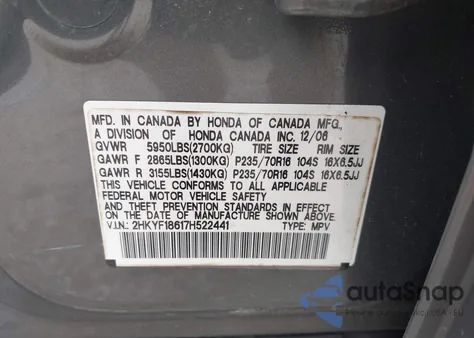 MFD. IN CANADA BY HONDA OF CANADA MFG.,
A DIVISION OF HONDA CANADA INC. 12/06
GVWR 5950LBS(2700KG) TIRE SIZE RIM SIZE
GAWR F 2865LBS(1300KG) P235/70R16 104S 16X6.5JJ
GAWR R 3155LBS(1430KG) P235/70R16 104S 16X6.5JJ
THIS VEHICLE CONFORMS TO ALL APPLICABLE
FEDERAL MOTOR VEHICLE SAFETY
AND THEFT PREVENTION STANDARDS IN EFFECT
ON THE DATE OF MANUFACTURE SHOWN ABOVE.
V.I.N.: 2HKYF18617H522441 TYPE: MPV
autoSnap